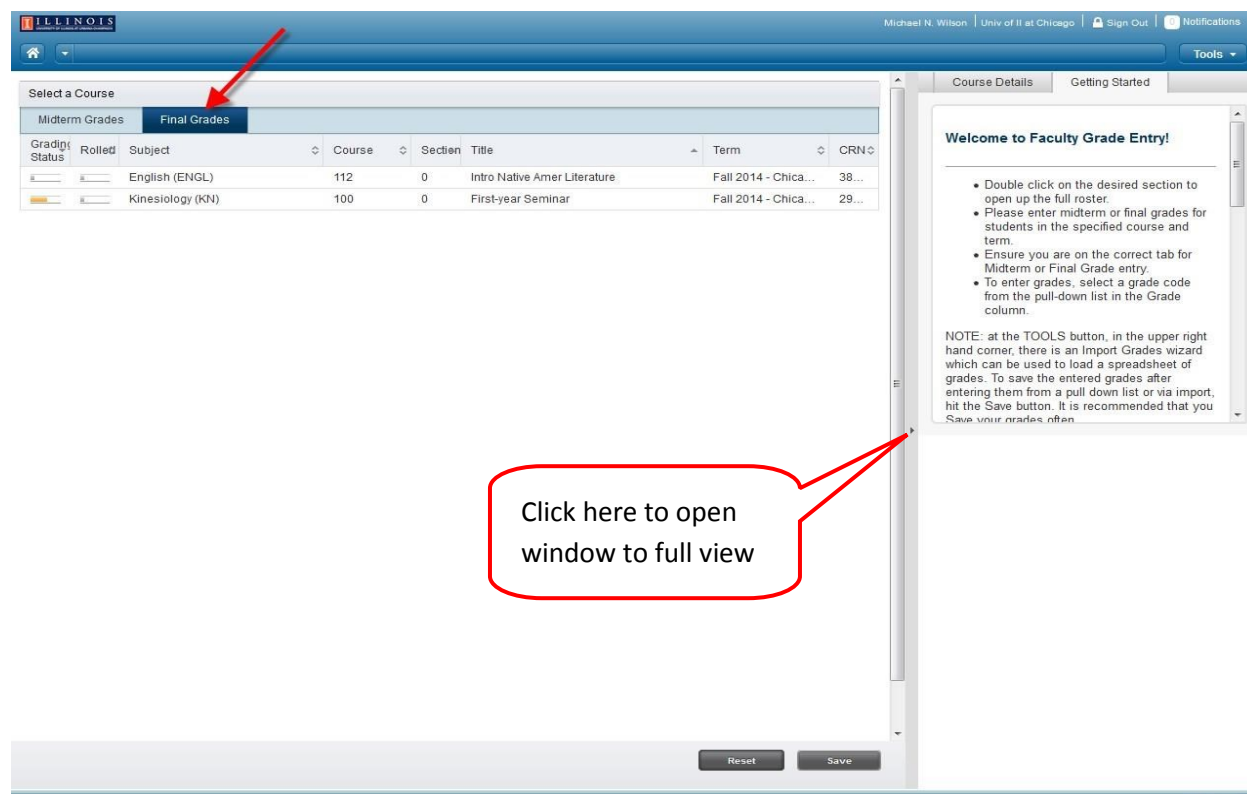 ILLINOIS
Michael N. Wilson | Univ of Il at Chicago | Sign Out | 0 Notifications
Tools
Select a Course
Midterm Grades Final Grades
Grading Status Rolled Subject Course Section Title Term CRN
English (ENGL) 112 0 Intro Native Amer Literature Fall 2014 - Chica... 38...
Kinesiology (KN) 100 0 First-year Seminar Fall 2014 - Chica... 29...
Course Details Getting Started
Welcome to Faculty Grade Entry!
• Double click on the desired section to
open up the full roster.
• Please enter midterm or final grades for
students in the specified course and
term.
• Ensure you are on the correct tab for
Midterm or Final Grade entry.
• To enter grades, select a grade code
from the pull-down list in the Grade
column.
NOTE: at the TOOLS button, in the upper right
hand corner, there is an Import Grades wizard
which can be used to load a spreadsheet of
grades. To save the entered grades after
entering them from a pull down list or via import,
hit the Save button. It is recommended that you
Save your grades often
Click here to open
window to full view
Reset Save